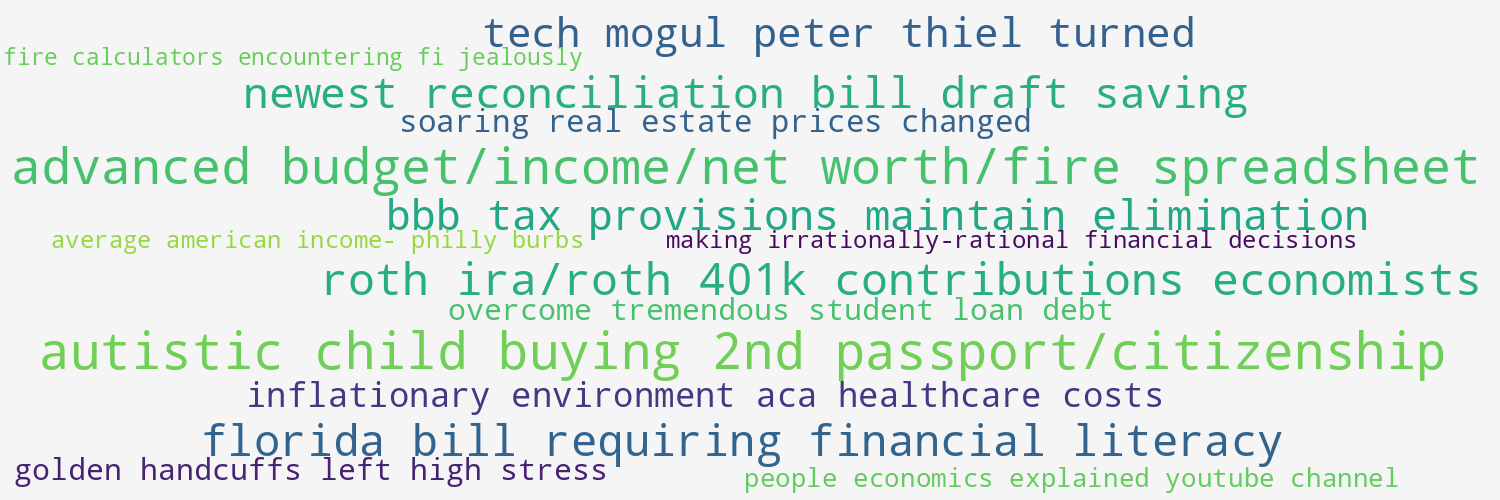 tech mogul peter thiel turned
fire calculators encountering fi jealously
newest reconciliation bill draft saving
soaring real estate prices changed
advanced budget/income/net worth/fire spreadsheet
bbb tax provisions maintain elimination
average american income- philly burbs
making irrationally-rational financial decisions
roth ira/roth 401k contributions economists
overcome tremendous student loan debt
autistic child buying 2nd passport/citizenship
inflationary environment aca healthcare costs
florida bill requiring financial literacy
golden handcuffs left high stress
people economics explained youtube channel